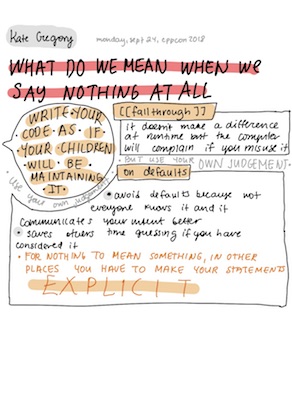 Kate Gregory
monday, sept 24, cppcon 2018
WHAT DO WE MEAN WHEN WE
SAY NOTHING AT ALL
WRITE YOUR
CODE AS IF
YOUR CHILDREN
WILL BE
MAINTAINING
IT
use your own judgement
[[fallthrough]]
it doesn't make a difference
at runtime but the compiler
will complain if you misuse it
• BUT USE YOUR OWN JUDGEMENT •
on defaults
• avoid defaults because not
everyone knows it and it
communicates your intent better
• saves others time guessing if you have
considered it
• FOR NOTHING TO MEAN SOMETHING, IN OTHER
PLACES YOU HAVE TO MAKE YOUR STATEMENTS
EXPLICIT